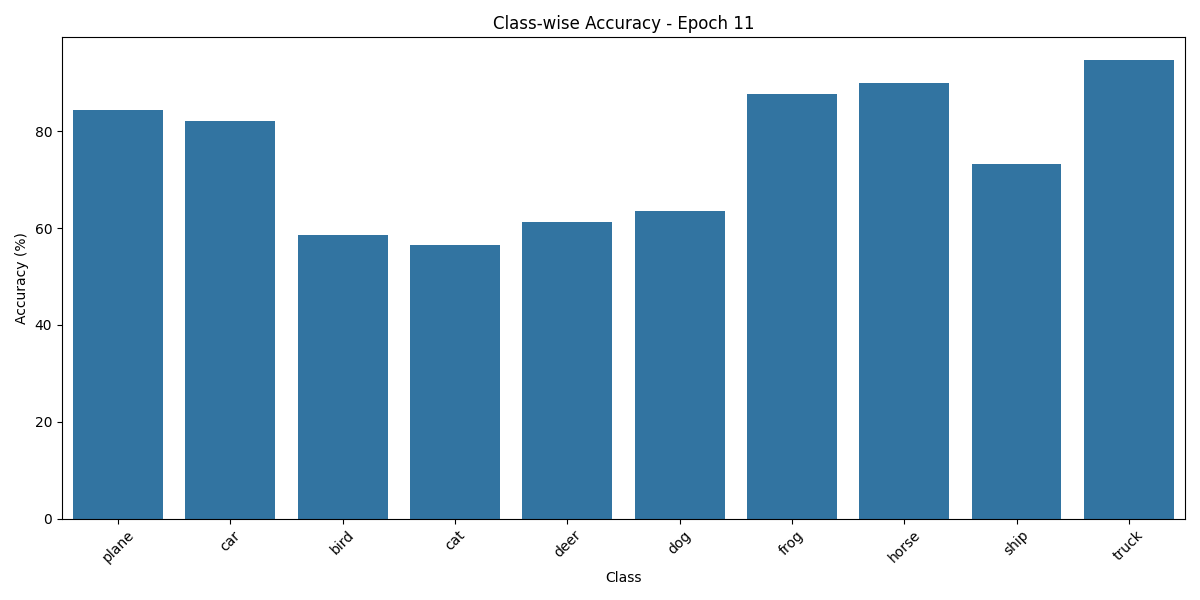 Class-wise Accuracy - Epoch 11
Accuracy (%)
80
60
40
20
0
plane
car
bird
cat
deer
dog
frog
horse
ship
truck
Class